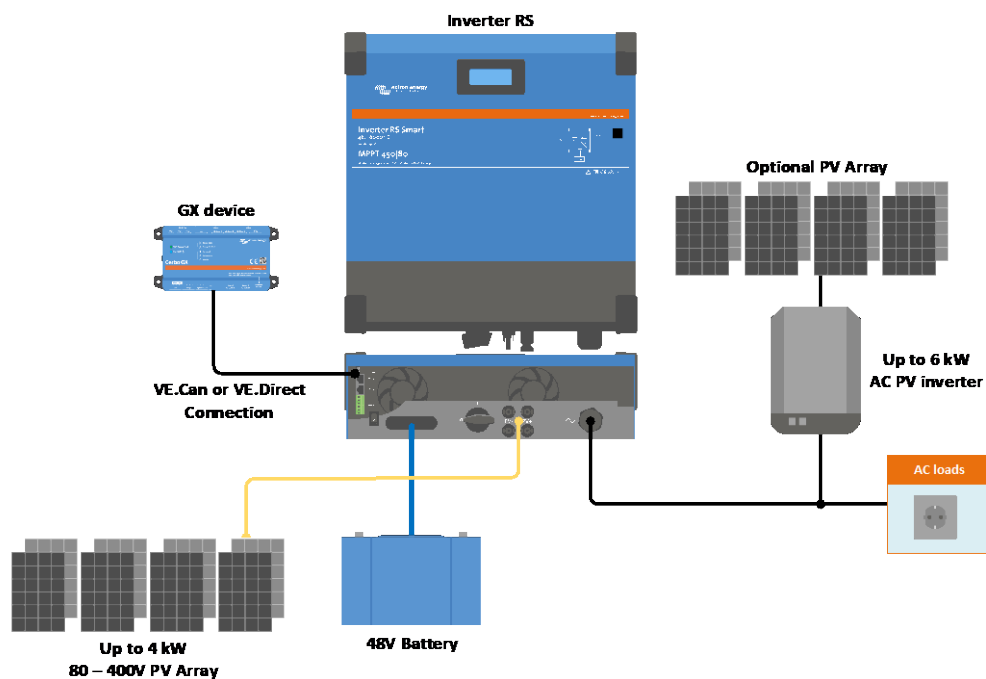 Inverter RS
Inverter RS Smart
MPPT 450|80
Optional PV Array
GX device
Up to 6 kW
AC PV inverter
VE.Can or VE.Direct
Connection
AC loads
Up to 4 kW
80 – 400V PV Array
48V Battery